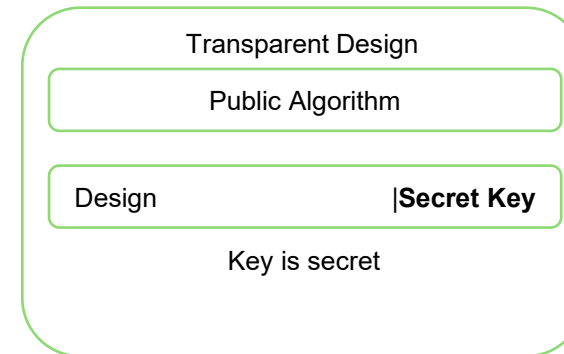 Transparent Design
Public Algorithm
Design |Secret Key
Key is secret